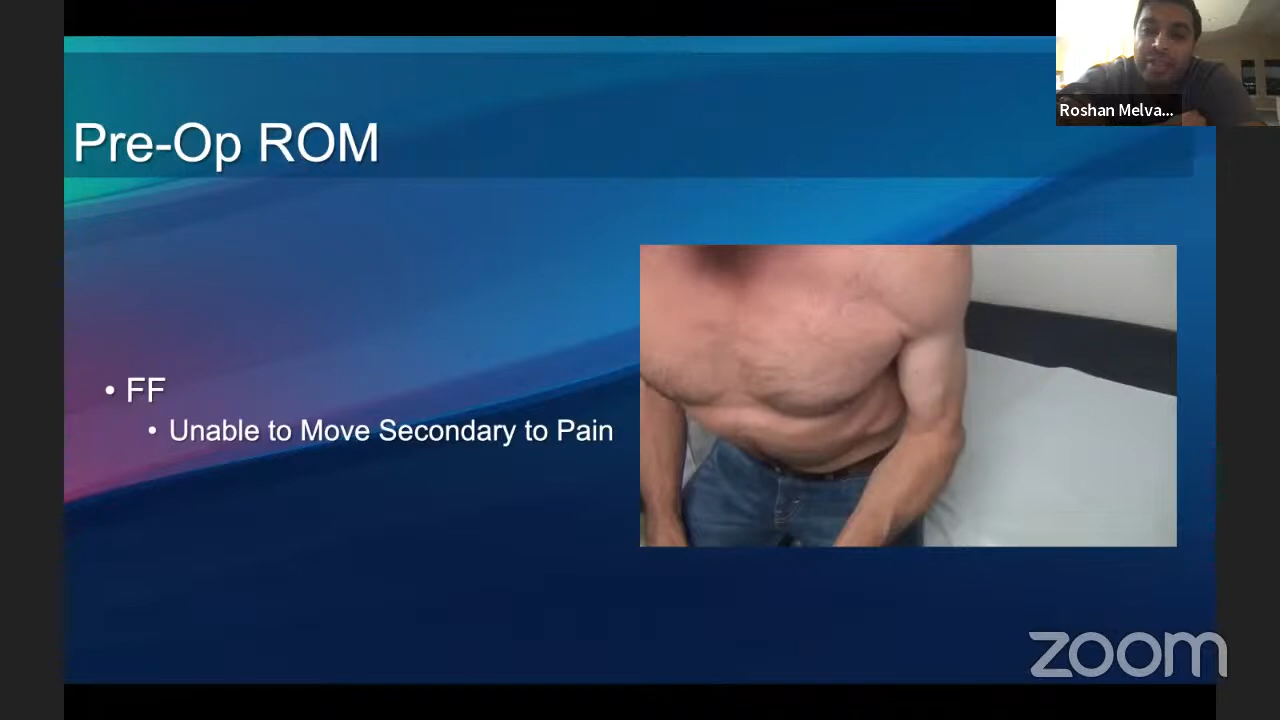 Roshan Melva...
Pre-Op ROM
• FF
• Unable to Move Secondary to Pain
zoom